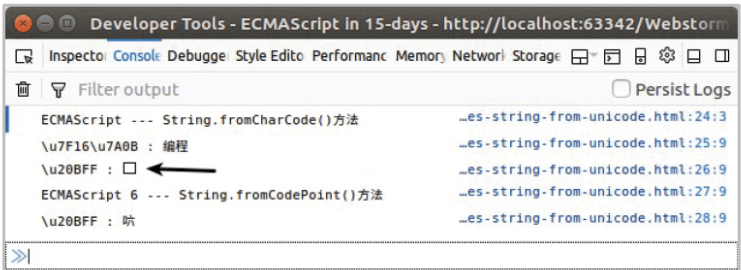 Developer Tools - ECMAScript in 15-days - http://localhost:63342/Webstorm
Inspector Console Debugge Style Edito Performanc Memory Network Storage
Filter output Persist Logs
ECMAScript --- String.fromCharCode()方法 …es-string-from-unicode.html:24:3
\u7F16\u7A0B : 编程 …es-string-from-unicode.html:25:9
\u20BFF : □ …es-string-from-unicode.html:26:9
ECMAScript 6 --- String.fromCodePoint()方法 …es-string-from-unicode.html:27:9
\u20BFF : 𠯿 …es-string-from-unicode.html:28:9